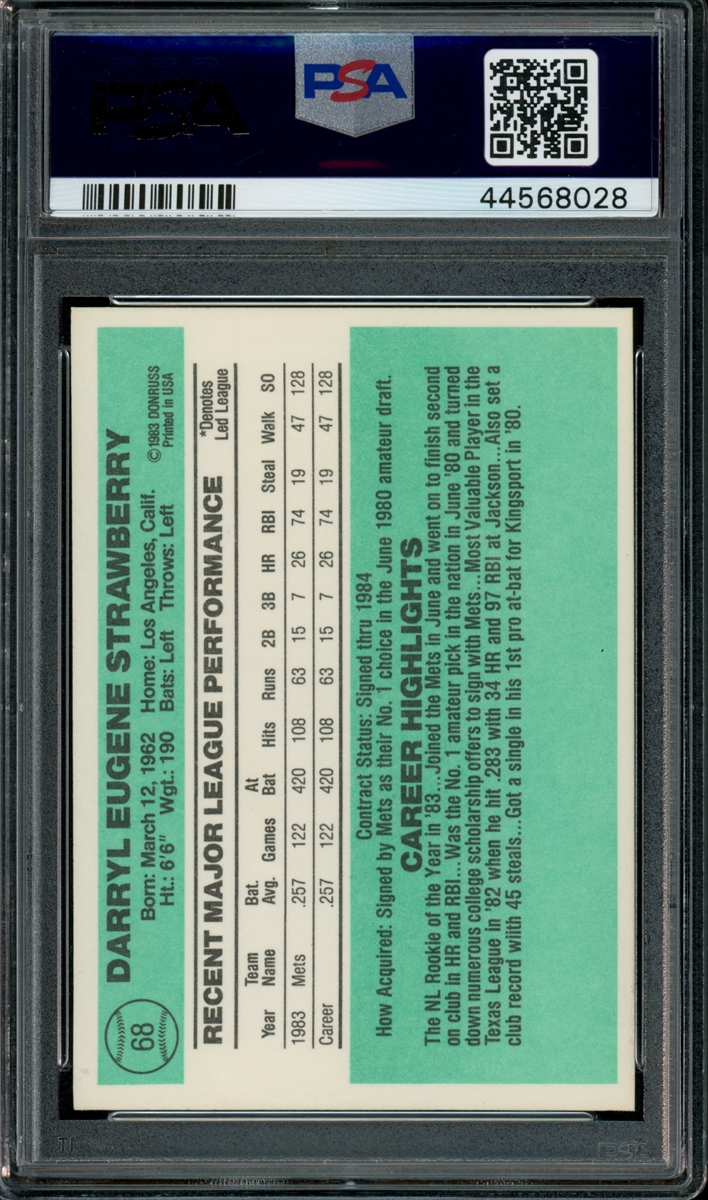 PSA
PSA
44568028
68
DARRYL EUGENE STRAWBERRY
Born: March 12, 1962 Home: Los Angeles, Calif. ©1983 DONRUSS
Ht.: 6'6" Wgt.: 190 Bats: Left Throws: Left Printed in USA
RECENT MAJOR LEAGUE PERFORMANCE
*Denotes
Led League
Year Team Name Bat. Avg. Games At Bat Hits Runs 2B 3B HR RBI Steal Walk SO
1983 Mets .257 122 420 108 63 15 7 26 74 19 47 128
Career .257 122 420 108 63 15 7 26 74 19 47 128
Contract Status: Signed thru 1984
How Acquired: Signed by Mets as their No. 1 choice in the June 1980 amateur draft.
CAREER HIGHLIGHTS
The NL Rookie of the Year in '83...Joined the Mets in June and went on to finish second
on club in HR and RBI...Was the No. 1 amateur pick in the nation in June '80 and turned
down numerous college scholarship offers to sign with Mets...Most Valuable Player in the
Texas League in '82 when he hit .283 with 34 HR and 97 RBI at Jackson...Also set a
club record wiith 45 steals...Got a single in his 1st pro at-bat for Kingsport in '80.
PSA